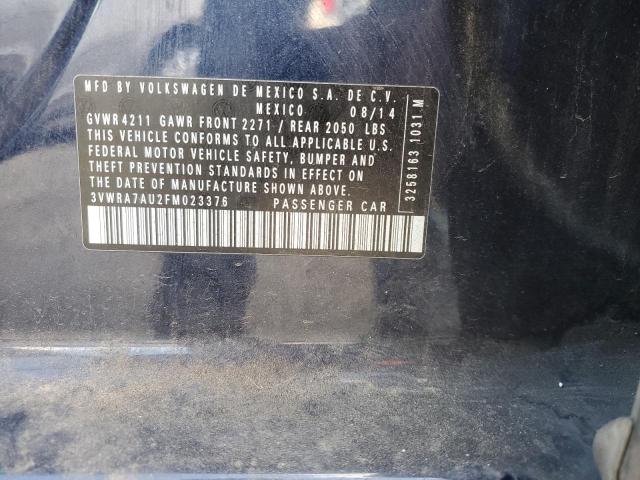 MFD BY VOLKSWAGEN DE MEXICO S.A. DE C.V.
MEXICO 08/14
GVWR4211 GAWR FRONT 2271 / REAR 2050 LBS
THIS VEHICLE CONFORMS TO ALL APPLICABLE U.S.
FEDERAL MOTOR VEHICLE SAFETY, BUMPER AND
THEFT PREVENTION STANDARDS IN EFFECT ON
THE DATE OF MANUFACTURE SHOWN ABOVE.
3VWRA7AU2FM023376 PASSENGER CAR
3258163 1031.M